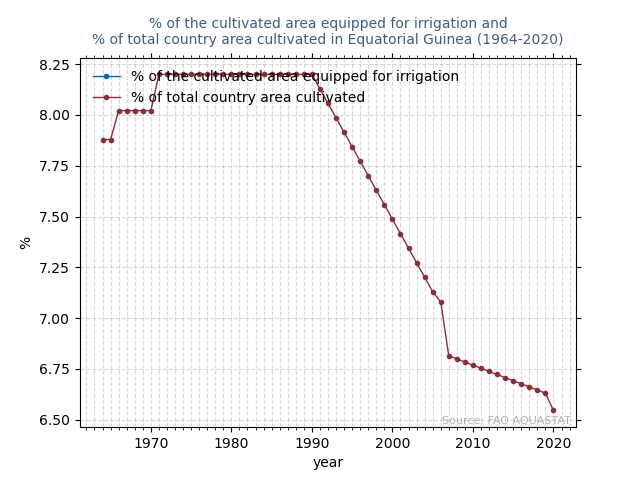 % of the cultivated area equipped for irrigation and
% of total country area cultivated in Equatorial Guinea (1964-2020)
8.25
8.00
7.75
7.50
7.25
7.00
6.75
6.50
%
% of the cultivated area equipped for irrigation
% of total country area cultivated
Source: FAO AQUASTAT
1970 1980 1990 2000 2010 2020
year